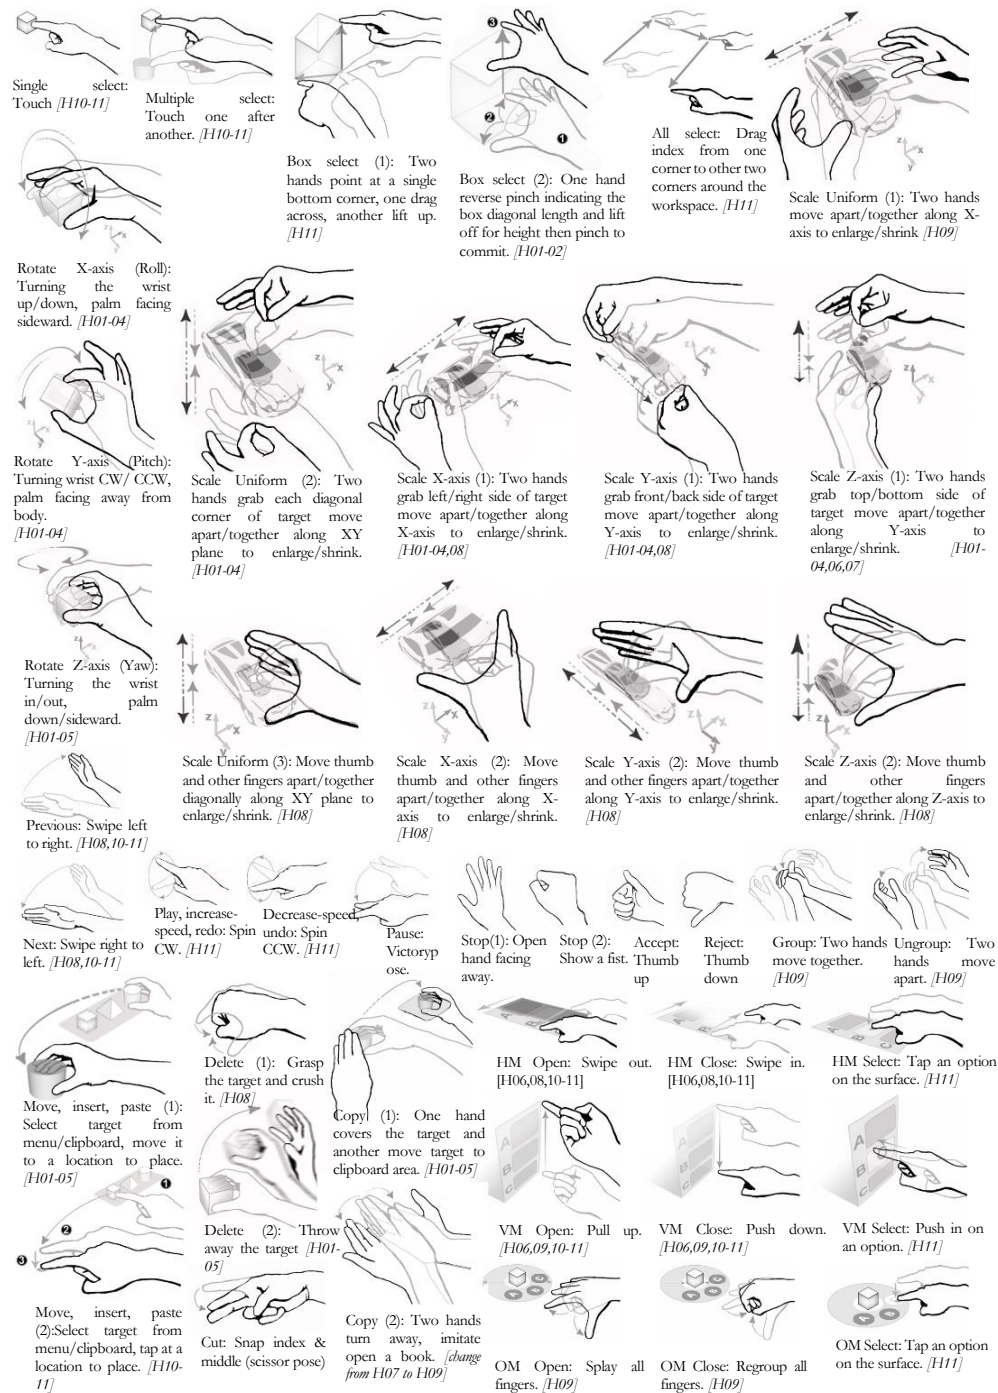 Single select:
Touch [H10-11]
Multiple select:
Touch one after
another. [H10-11]
Box select (1): Two
hands point at a single
bottom corner, one drag
across, another lift up.
[H11]
❸
❷
❶
Box select (2): One hand
reverse pinch indicating the
box diagonal length and lift
off for height then pinch to
commit. [H01-02]
All select: Drag
index from one
corner to other two
corners around the
workspace. [H11]
Scale Uniform (1): Two hands
move apart/together along X-
axis to enlarge/shrink [H09]
Rotate X-axis (Roll):
Turning the wrist
up/down, palm facing
sideward. [H01-04]
Rotate Y-axis (Pitch):
Turning wrist CW/ CCW,
palm facing away from
body.
[H01-04]
Scale Uniform (2): Two
hands grab each diagonal
corner of target move
apart/together along XY
plane to enlarge/shrink.
[H01-04]
Scale X-axis (1): Two hands
grab left/right side of target
move apart/together along
X-axis to enlarge/shrink.
[H01-04,08]
Scale Y-axis (1): Two hands
grab front/back side of target
move apart/together along
Y-axis to enlarge/shrink.
[H01-04,08]
Scale Z-axis (1): Two hands
grab top/bottom side of
target move apart/together
along Y-axis to
enlarge/shrink. [H01-
04,06,07]
Rotate Z-axis (Yaw):
Turning the wrist
in/out, palm
down/sideward.
[H01-05]
Scale Uniform (3): Move thumb
and other fingers apart/together
diagonally along XY plane to
enlarge/shrink. [H08]
Scale X-axis (2): Move
thumb and other fingers
apart/together along X-
axis to enlarge/shrink.
[H08]
Scale Y-axis (2): Move thumb
and other fingers apart/together
along Y-axis to enlarge/shrink.
[H08]
Scale Z-axis (2): Move thumb
and other fingers
apart/together along Z-axis to
enlarge/shrink. [H08]
Previous: Swipe left
to right. [H08,10-11]
Next: Swipe right to
left. [H08,10-11]
Play, increase-
speed, redo: Spin
CW. [H11]
Decrease-speed,
undo: Spin
CCW. [H11]
Pause:
Victoryp
ose.
Stop(1): Open
hand facing
away.
Stop (2):
Show a fist.
Accept:
Thumb
up
Reject:
Thumb
down
Group: Two hands
move together.
[H09]
Ungroup: Two
hands move
apart. [H09]
Move, insert, paste (1):
Select target from
menu/clipboard, move it
to a location to place.
[H01-05]
Delete (1): Grasp
the target and crush
it. [H08]
Copy (1): One hand
covers the target and
another move target to
clipboard area. [H01-05]
HM Open: Swipe out.
[H06,08,10-11]
HM Close: Swipe in.
[H06,08,10-11]
HM Select: Tap an option
on the surface. [H11]
Delete (2): Throw
away the target [H01-
05]
A
B
C
VM Open: Pull up.
[H06,09,10-11]
A
B
C
VM Close: Push down.
[H06,09,10-11]
A
B
C
VM Select: Push in on
an option. [H11]
❶
❷
❸
Move, insert, paste
(2):Select target from
menu/clipboard, tap at a
location to place. [H10-
11]
Cut: Snap index &
middle (scissor pose)
Copy (2): Two hands
turn away, imitate
open a book. [change
from H07 to H09]
OM Open: Splay all
fingers. [H09]
OM Close: Regroup all
fingers. [H09]
OM Select: Tap an option
on the surface. [H11]